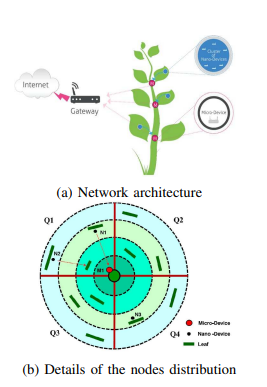 Internet
Gateway
Cluster
of
Nano-Devices
Micro-Device
(a) Network architecture
Q1
Q2
N1
N2
M1
N3
Q3
Q4
Micro-Device
Nano -Device
Leaf
(b) Details of the nodes distribution